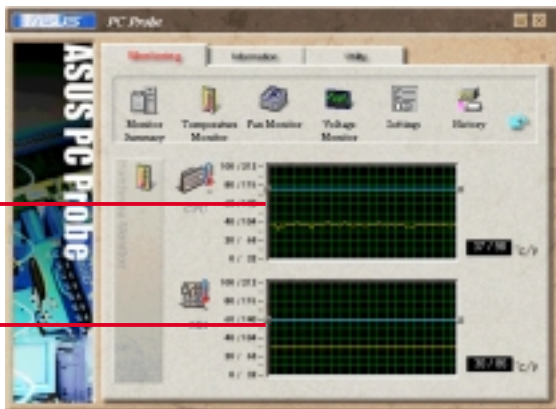 ASUS PC Probe
ASUS PC Probe
Monitoring Information Utility
Monitor Summary
Temperature Monitor
Fan Monitor
Voltage Monitor
Settings
History
100 /212
80 /176
40 /104
20 / 68
0 / 32
°C/F
100 /212
80 /176
60 /140
40 /104
20 / 68
0 / 32
°C/F